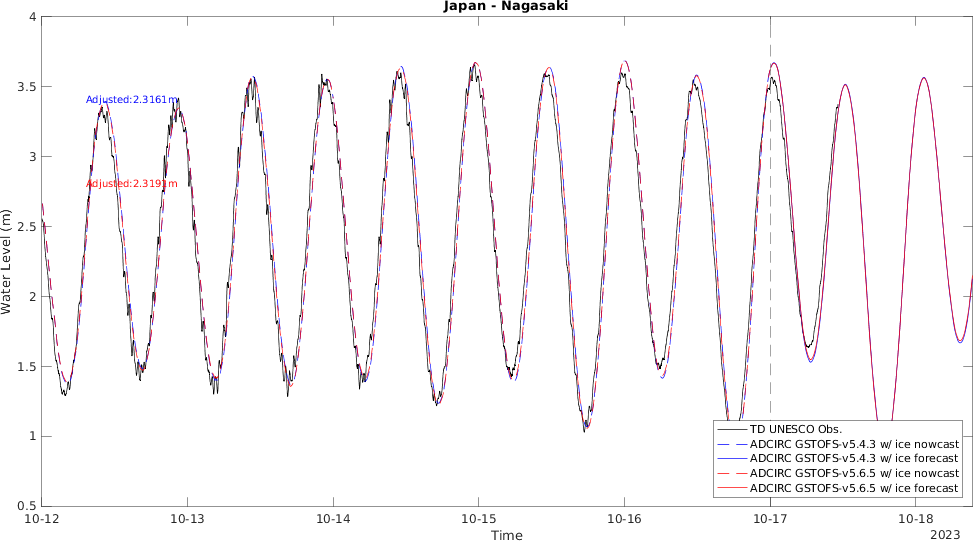 Japan - Nagasaki
4
3.5
3
2.5
2
1.5
1
0.5
Water Level (m)
Adjusted:2.3161m
Adjusted:2.3191m
TD UNESCO Obs.
ADCIRC GSTOFS-v5.4.3 w/ ice nowcast
ADCIRC GSTOFS-v5.4.3 w/ ice forecast
ADCIRC GSTOFS-v5.6.5 w/ ice nowcast
ADCIRC GSTOFS-v5.6.5 w/ ice forecast
10-12 10-13 10-14 10-15 10-16 10-17 10-18
Time
2023